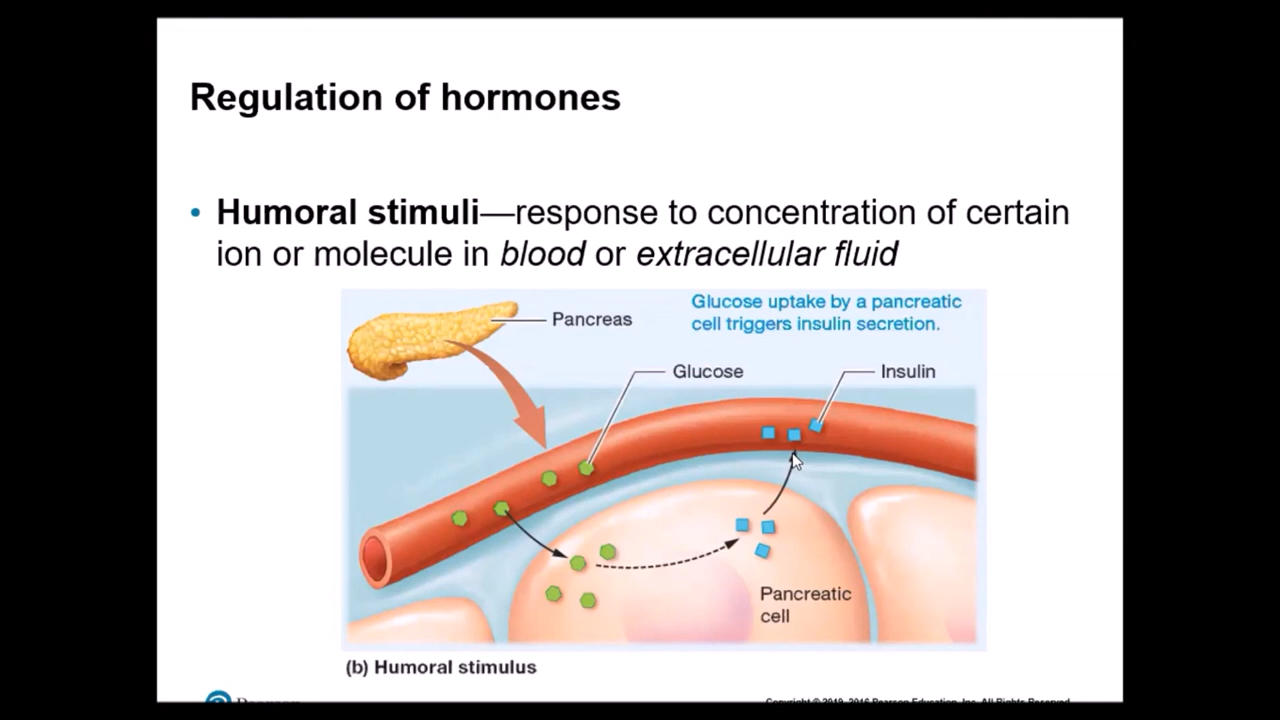 Regulation of hormones
• Humoral stimuli—response to concentration of certain
ion or molecule in blood or extracellular fluid
Pancreas
Glucose uptake by a pancreatic
cell triggers insulin secretion.
Glucose
Insulin
Pancreatic
cell
(b) Humoral stimulus
Pearson
Copyright © 2019, 2016 Pearson Education, Inc. All Rights Reserved